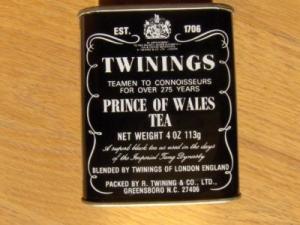 EST. 1706
TWININGS
TEAMEN TO CONNOISSEURS
FOR OVER 275 YEARS
PRINCE OF WALES
TEA
NET WEIGHT 4 OZ 113g
A superb black tea as used in the days
of the Imperial Tang Dynasty
BLENDED BY TWININGS OF LONDON ENGLAND
PACKED BY R. TWINING & CO., LTD.,
GREENSBORO N.C. 27406